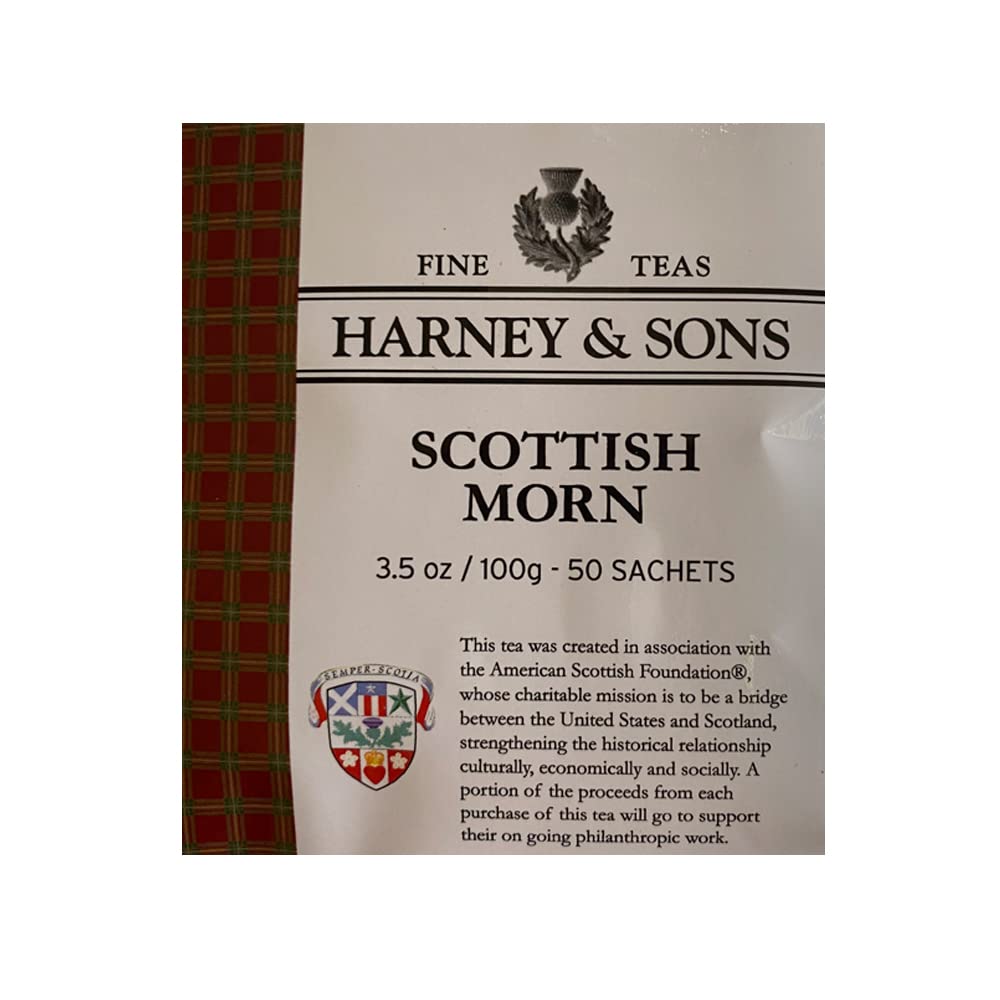 FINE TEAS
HARNEY & SONS
SCOTTISH
MORN
3.5 oz / 100g - 50 SACHETS
SEMPER-SCOTIA
This tea was created in association with
the American Scottish Foundation®,
whose charitable mission is to be a bridge
between the United States and Scotland,
strengthening the historical relationship
culturally, economically and socially. A
portion of the proceeds from each
purchase of this tea will go to support
their on going philanthropic work.